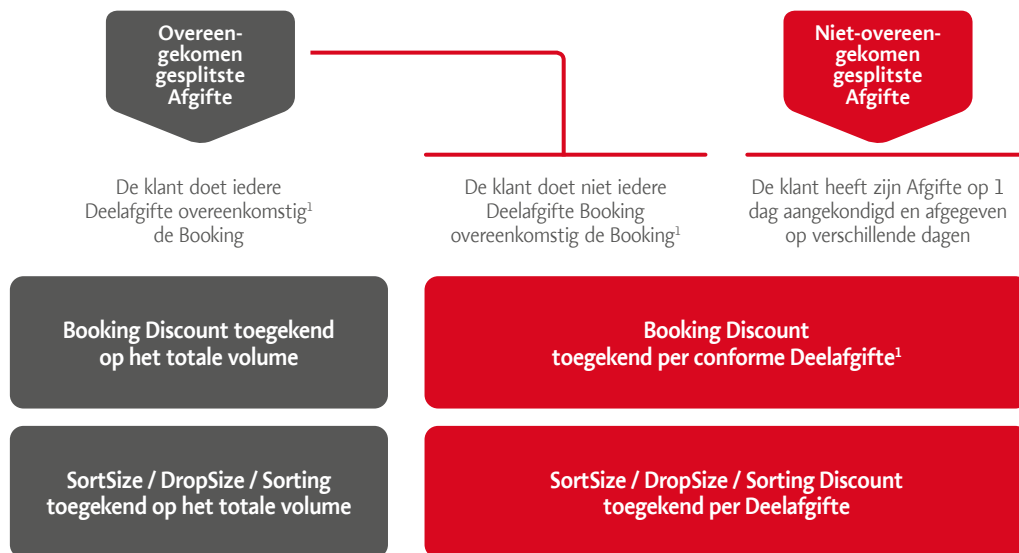 Overeen-
gekomen
gesplitste
Afgifte
Niet-overeen-
gekomen
gesplitste
Afgifte
De klant doet iedere
Deelafgifte overeenkomstig¹
de Booking
De klant doet niet iedere
Deelafgifte Booking
overeenkomstig de Booking¹
De klant heeft zijn Afgifte op 1
dag aangekondigd en afgegeven
op verschillende dagen
Booking Discount toegekend
op het totale volume
Booking Discount
toegekend per conforme Deelafgifte¹
SortSize / DropSize / Sorting
toegekend op het totale volume
SortSize / DropSize / Sorting Discount
toegekend per Deelafgifte